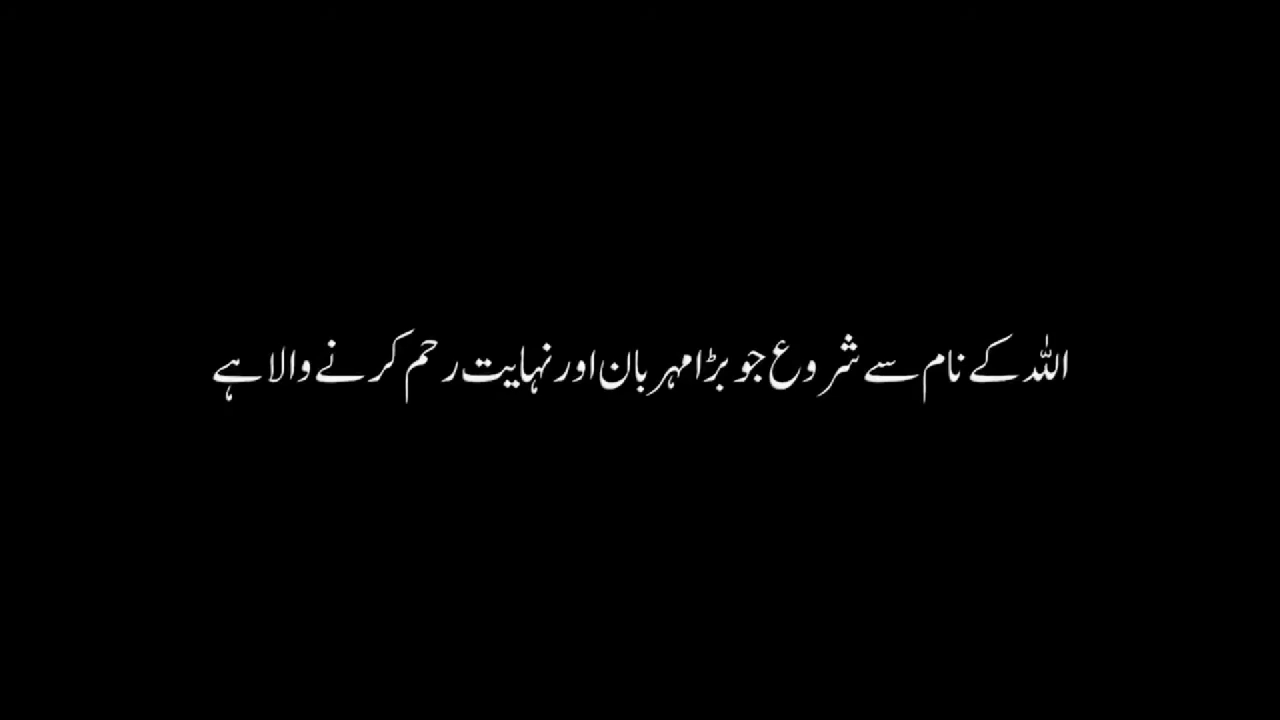 اللہ کے نام سے شروع جو بڑا مہربان اور نہایت رحم کرنے والا ہے